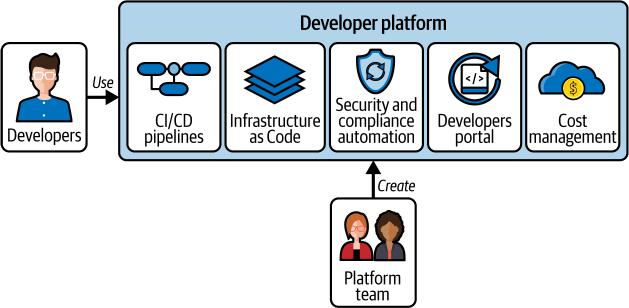 Developer platform
Use
Developers
CI/CD
pipelines
Infrastructure
as Code
Security and
compliance
automation
</>
Developers
portal
$
Cost
management
Create
Platform
team